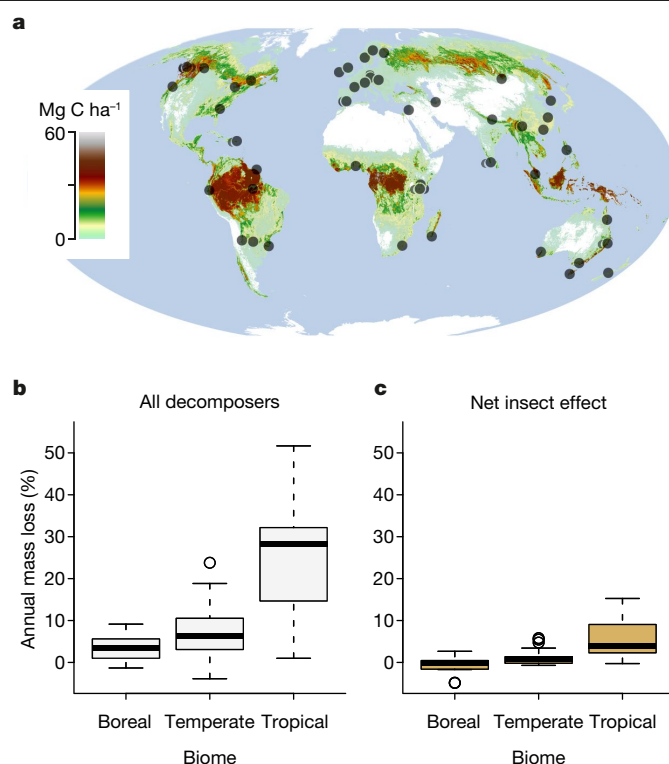 a
Mg C ha⁻¹
60
0
b
All decomposers
Annual mass loss (%)
50
40
30
20
10
0
Boreal Temperate Tropical
Biome
c
Net insect effect
50
40
30
20
10
0
Boreal Temperate Tropical
Biome